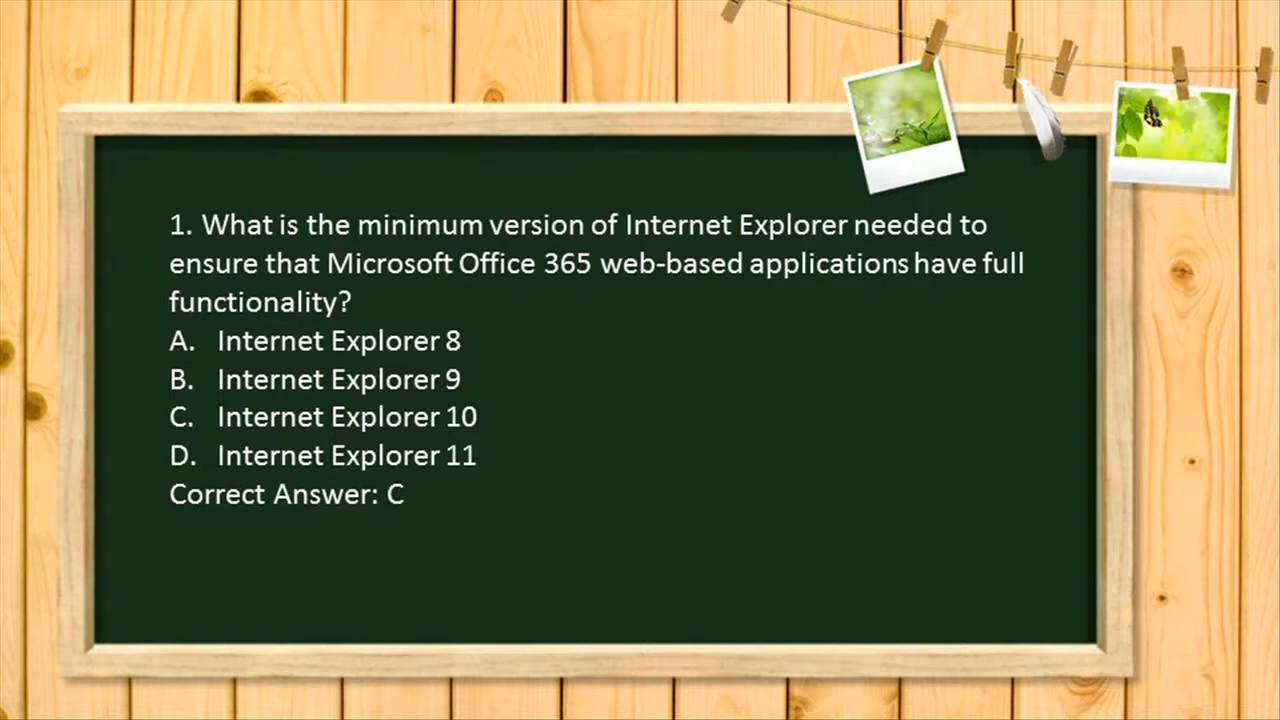 1. What is the minimum version of Internet Explorer needed to
ensure that Microsoft Office 365 web-based applications have full
functionality?
A. Internet Explorer 8
B. Internet Explorer 9
C. Internet Explorer 10
D. Internet Explorer 11
Correct Answer: C